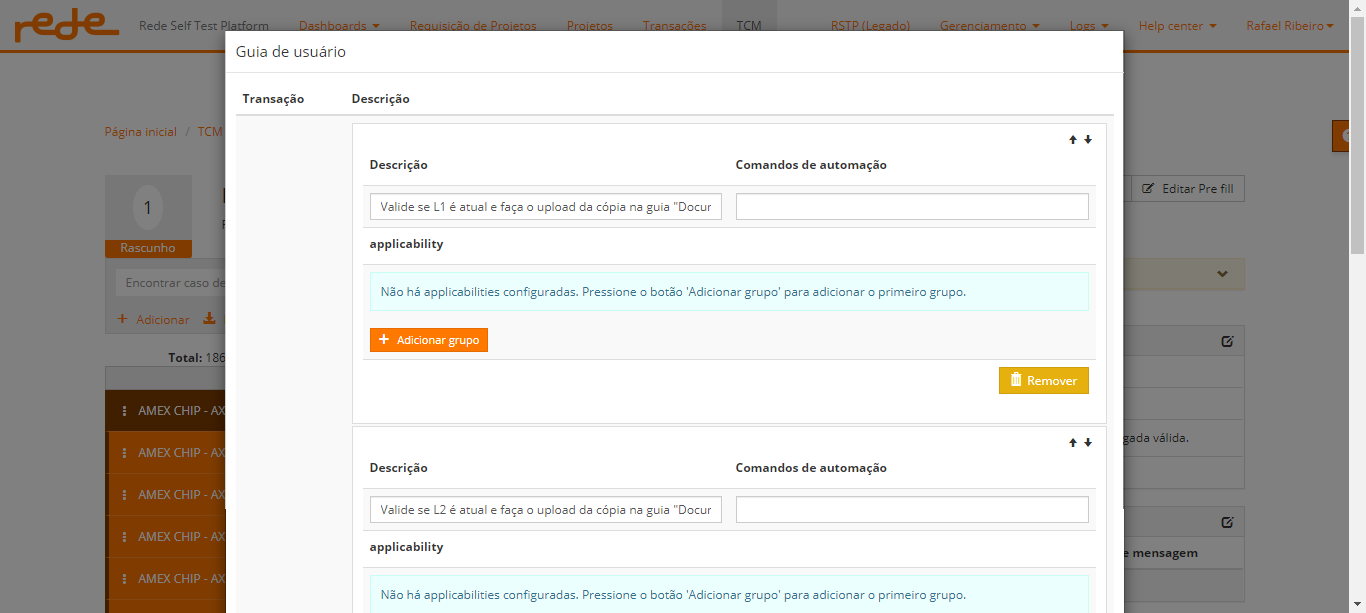 rede Rede Self Test Platform Dashboards Requisição de Projetos Projetos Transações TCM RSTP (Legado) Gerenciamento Logs Help center Rafael Ribeiro
Guia de usuário
Transação Descrição
Página inicial / TCM
Descrição Comandos de automação
1
Editar Pre fill
Valide se L1 é atual e faça o upload da cópia na guia "Docur
Rascunho
applicability
Encontrar caso de
Não há applicabilities configuradas. Pressione o botão 'Adicionar grupo' para adicionar o primeiro grupo.
+ Adicionar
+ Adicionar grupo
Total: 186
Remover
AMEX CHIP - AX
gada válida.
AMEX CHIP - AX
Descrição Comandos de automação
AMEX CHIP - AX
Valide se L2 é atual e faça o upload da cópia na guia "Docur
AMEX CHIP - AX
applicability
e mensagem
AMEX CHIP - AX
Não há applicabilities configuradas. Pressione o botão 'Adicionar grupo' para adicionar o primeiro grupo.